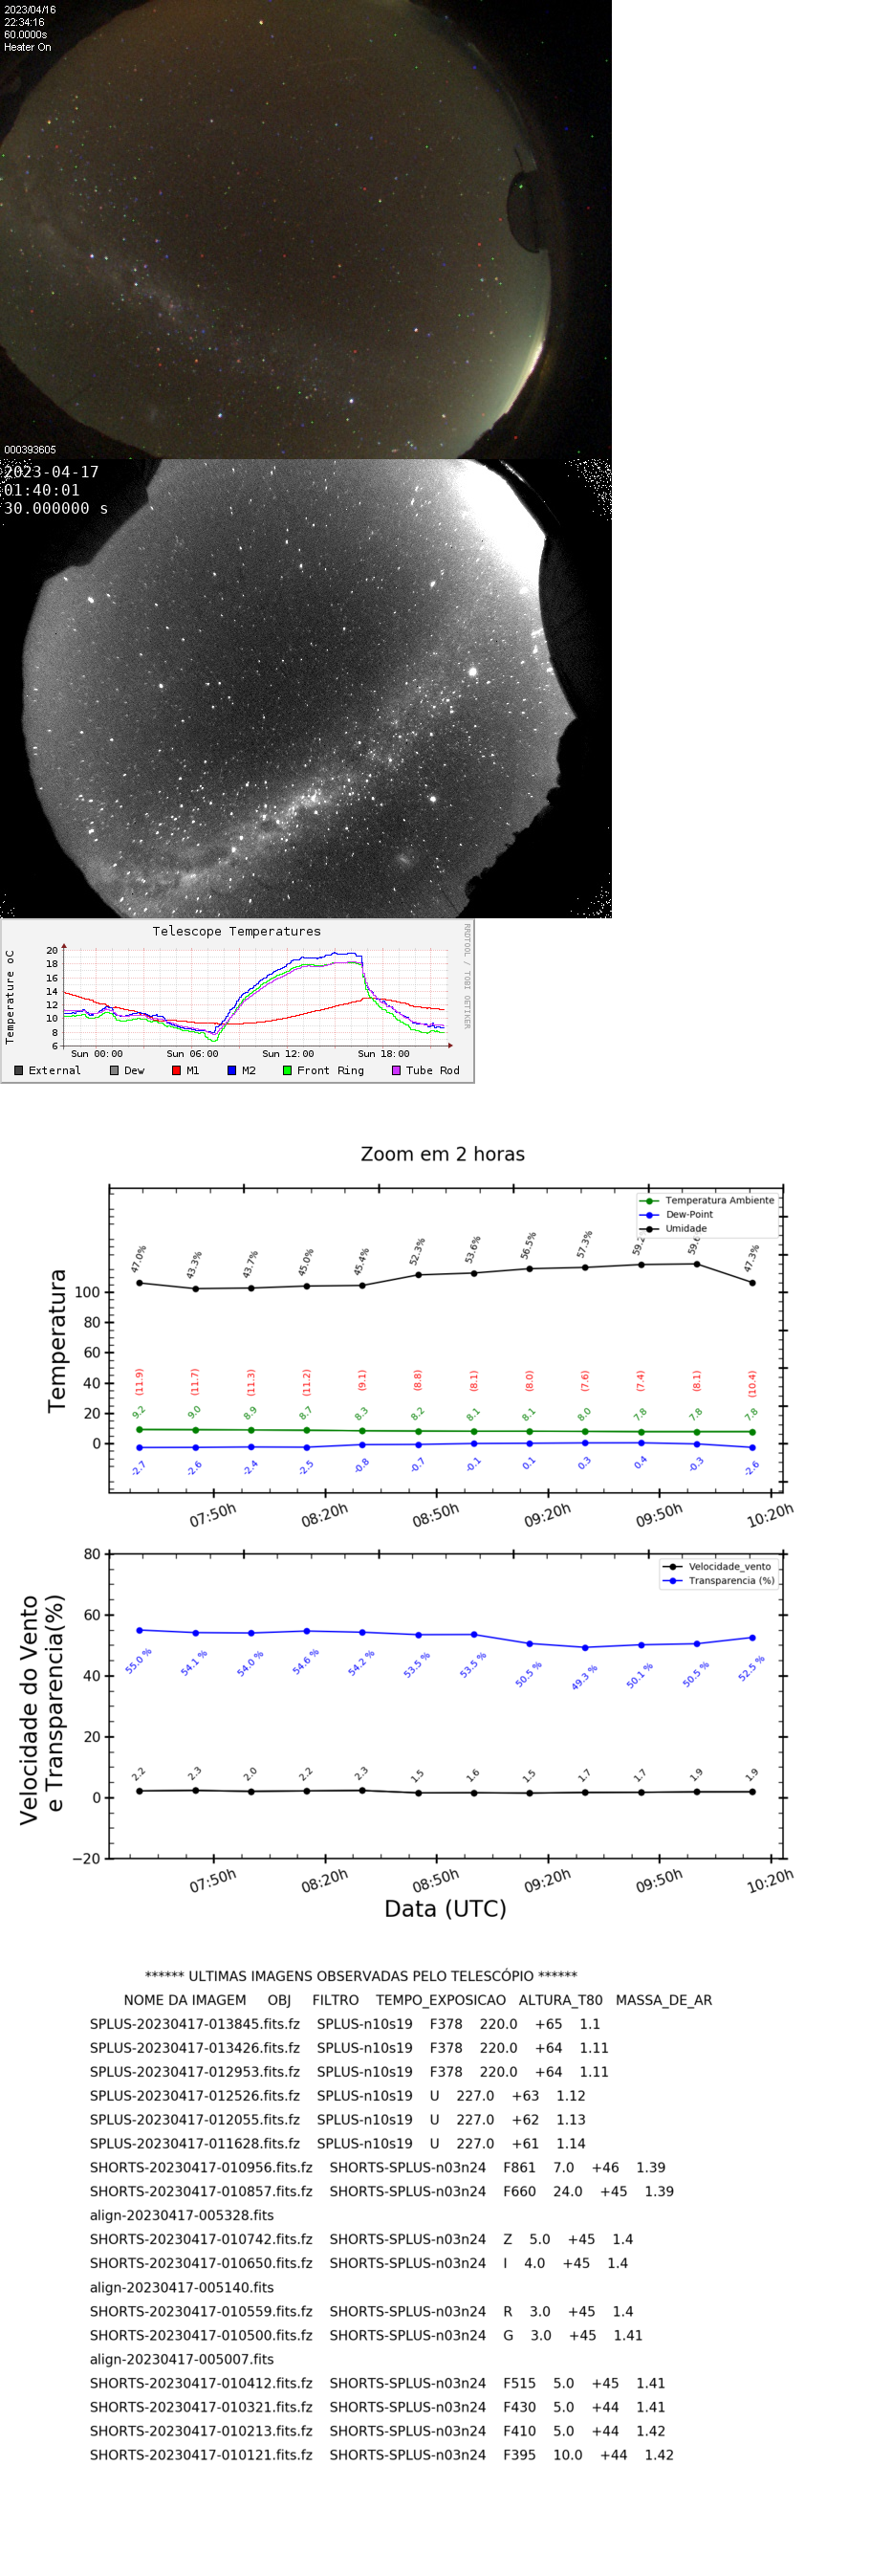 2023/04/16
22:34:16
60.0000s
Heater On
000393605
2023-04-17
01:40:01
30.000000 s
Telescope Temperatures
RRDTOOL / TOBI OETIKER
Temperature oC
20
18
16
14
12
10
8
6
Sun 00:00 Sun 06:00 Sun 12:00 Sun 18:00
External Dew M1 M2 Front Ring Tube Rod
Zoom em 2 horas
Temperatura Ambiente
Dew-Point
Umidade
Temperatura
100
80
60
40
20
0
47.0% 43.3% 43.7% 45.0% 45.4% 52.3% 53.6% 56.5% 57.3% 47.3%
(11.9) (11.7) (11.3) (11.2) (9.1) (8.8) (8.1) (8.0) (7.6) (7.4) (8.1) (10.4)
9.2 9.0 8.9 8.7 8.3 8.2 8.1 8.1 8.0 7.8 7.8 7.8
-2.7 -2.6 -2.4 -2.5 -0.8 -0.7 -0.1 0.1 0.3 0.4 -0.3 -2.6
07:50h 08:20h 08:50h 09:20h 09:50h 10:20h
Velocidade_vento
Transparencia (%)
Velocidade do Vento
e Transparencia(%)
80
60
40
20
0
−20
55.0 % 54.1 % 54.0 % 54.6 % 54.2 % 53.5 % 53.5 % 50.5 % 49.3 % 50.1 % 50.5 % 52.5 %
2.2 2.3 2.0 2.2 2.3 1.5 1.6 1.5 1.7 1.7 1.9 1.9
07:50h 08:20h 08:50h 09:20h 09:50h 10:20h
Data (UTC)
****** ULTIMAS IMAGENS OBSERVADAS PELO TELESCÓPIO ******
NOME DA IMAGEM OBJ FILTRO TEMPO_EXPOSICAO ALTURA_T80 MASSA_DE_AR
SPLUS-20230417-013845.fits.fz SPLUS-n10s19 F378 220.0 +65 1.1
SPLUS-20230417-013426.fits.fz SPLUS-n10s19 F378 220.0 +64 1.11
SPLUS-20230417-012953.fits.fz SPLUS-n10s19 F378 220.0 +64 1.11
SPLUS-20230417-012526.fits.fz SPLUS-n10s19 U 227.0 +63 1.12
SPLUS-20230417-012055.fits.fz SPLUS-n10s19 U 227.0 +62 1.13
SPLUS-20230417-011628.fits.fz SPLUS-n10s19 U 227.0 +61 1.14
SHORTS-20230417-010956.fits.fz SHORTS-SPLUS-n03n24 F861 7.0 +46 1.39
SHORTS-20230417-010857.fits.fz SHORTS-SPLUS-n03n24 F660 24.0 +45 1.39
align-20230417-005328.fits
SHORTS-20230417-010742.fits.fz SHORTS-SPLUS-n03n24 Z 5.0 +45 1.4
SHORTS-20230417-010650.fits.fz SHORTS-SPLUS-n03n24 I 4.0 +45 1.4
align-20230417-005140.fits
SHORTS-20230417-010559.fits.fz SHORTS-SPLUS-n03n24 R 3.0 +45 1.4
SHORTS-20230417-010500.fits.fz SHORTS-SPLUS-n03n24 G 3.0 +45 1.41
align-20230417-005007.fits
SHORTS-20230417-010412.fits.fz SHORTS-SPLUS-n03n24 F515 5.0 +45 1.41
SHORTS-20230417-010321.fits.fz SHORTS-SPLUS-n03n24 F430 5.0 +44 1.41
SHORTS-20230417-010213.fits.fz SHORTS-SPLUS-n03n24 F410 5.0 +44 1.42
SHORTS-20230417-010121.fits.fz SHORTS-SPLUS-n03n24 F395 10.0 +44 1.42